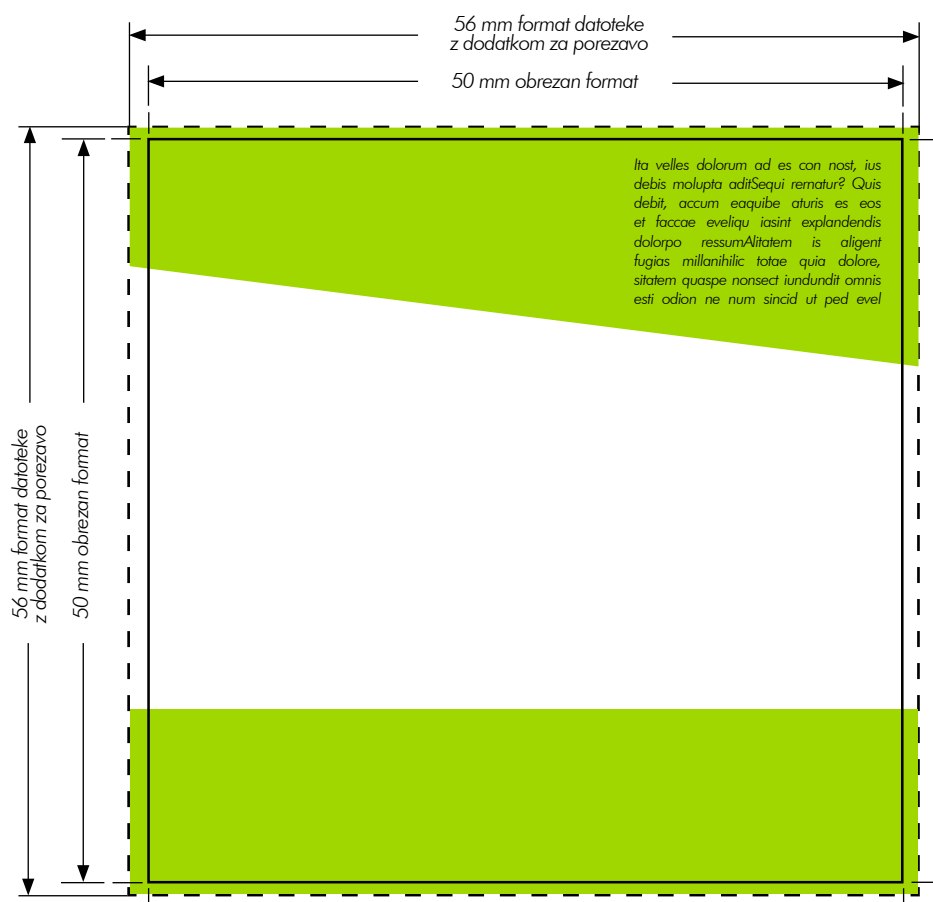 56 mm format datoteke
z dodatkom za porezavo
50 mm obrezan format
Ita velles dolorum ad es con nost, ius
debis molupta aditSequi rernatur? Quis
debit, accum eaquibe aturis es eos
et faccae eveliqu iasint explandendis
dolorpo ressumAlitatem is aligent
fugias millanihilic totae quia dolore,
sitatem quaspe nonsect iundundit omnis
esti odion ne num sincid ut ped evel
56 mm format datoteke
z dodatkom za porezavo
50 mm obrezan format